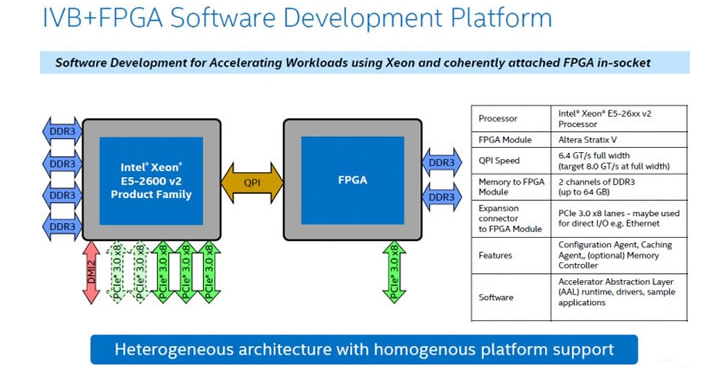 IVB+FPGA Software Development Platform
Software Development for Accelerating Workloads using Xeon and coherently attached FPGA in-socket
DDR3
DDR3
DDR3
DDR3
Intel® Xeon®
E5-2600 v2
Product Family
QPI
FPGA
DDR3
DDR3
DMI2
PCIe® 3.0 x8
PCIe® 3.0 x8
PCIe® 3.0 x8
PCIe® 3.0 x8
PCIe® 3.0 x8
PCIe® 3.0 x8
Processor
Intel® Xeon® E5-26xx v2
Processor
FPGA Module
Altera Stratix V
QPI Speed
6.4 GT/s full width
(target 8.0 GT/s at full width)
Memory to FPGA
Module
2 channels of DDR3
(up to 64 GB)
Expansion
connector
to FPGA Module
PCIe 3.0 x8 lanes - maybe used
for direct I/O e.g. Ethernet
Features
Configuration Agent, Caching
Agent,, (optional) Memory
Controller
Software
Accelerator Abstraction Layer
(AAL) runtime, drivers, sample
applications
Heterogeneous architecture with homogenous platform support